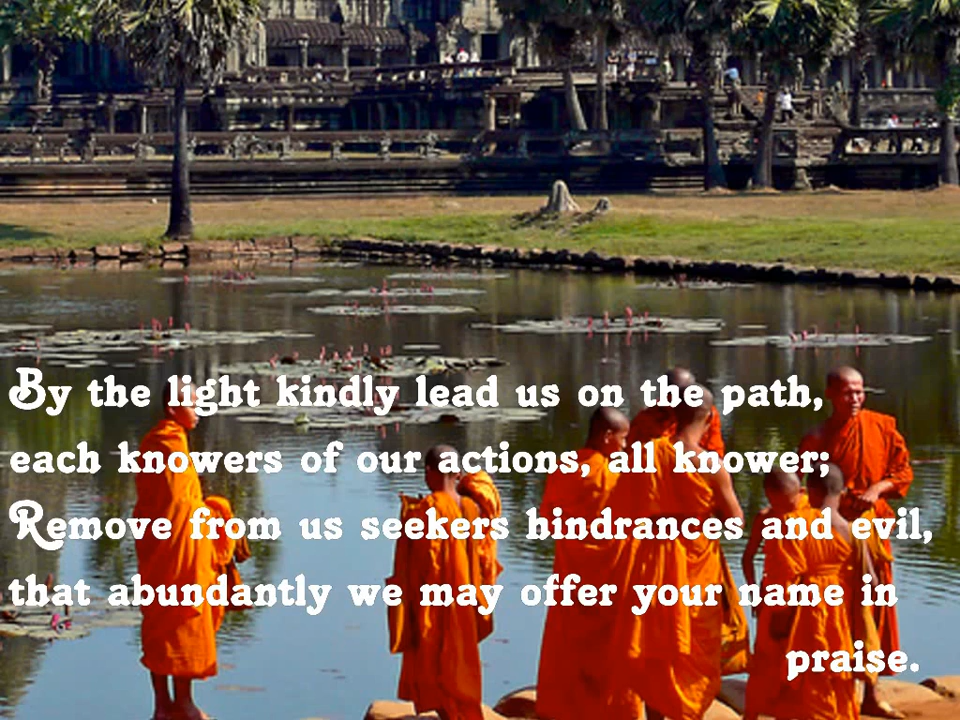 By the light kindly lead us on the path,
each knowers of our actions, all knower;
Remove from us seekers hindrances and evil,
that abundantly we may offer your name in
praise.